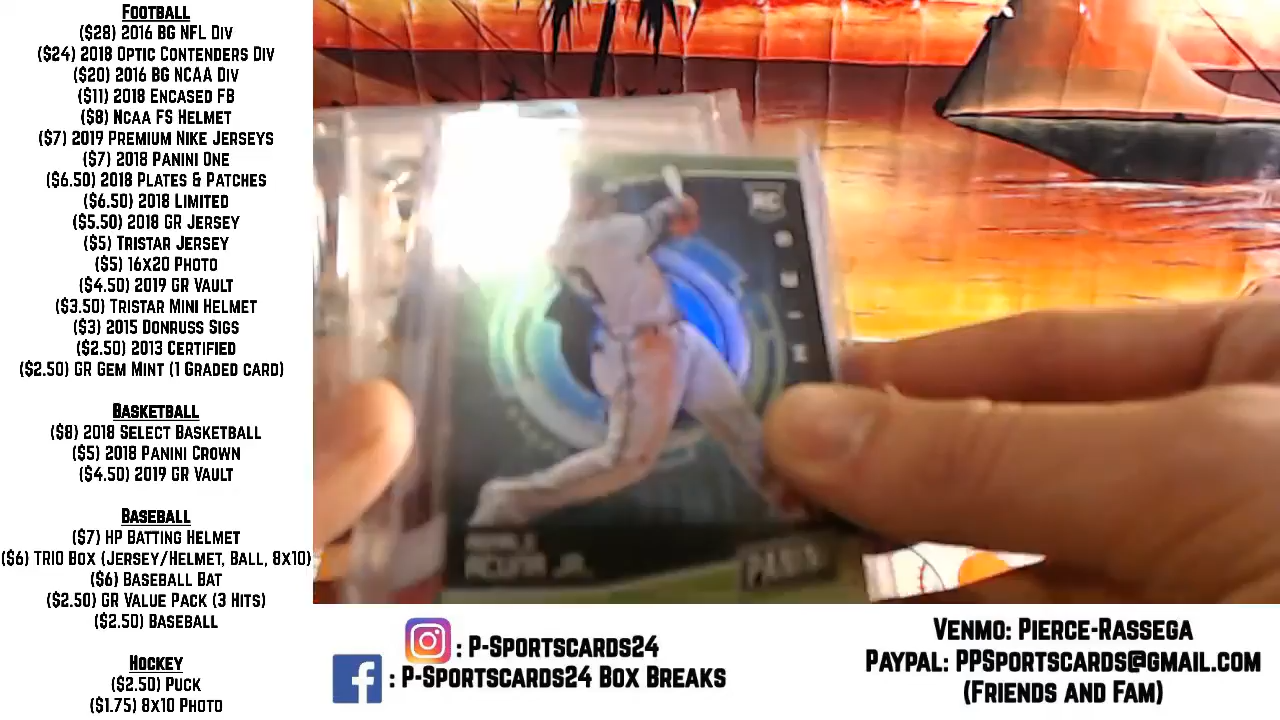 FOOTBALL
($28) 2016 BG NFL DIV
($24) 2018 OPTIC CONTENDERS DIV
($20) 2016 BG NCAA DIV
($11) 2018 ENCASED FB
($8) NCAA FS HELMET
($7) 2019 PREMIUM NIKE JERSEYS
($7) 2018 PANINI ONE
($6.50) 2018 PLATES & PATCHES
($6.50) 2018 LIMITED
($5.50) 2018 GR JERSEY
($5) TRISTAR JERSEY
($5) 16X20 PHOTO
($4.50) 2019 GR VAULT
($3.50) TRISTAR MINI HELMET
($3) 2015 DONRUSS SIGS
($2.50) 2013 CERTIFIED
($2.50) GR GEM MINT (1 GRADED CARD)
BASKETBALL
($8) 2018 SELECT BASKETBALL
($5) 2018 PANINI CROWN
($4.50) 2019 GR VAULT
BASEBALL
($7) HP BATTING HELMET
($6) TRIO BOX (JERSEY/HELMET, BALL, 8X10)
($6) BASEBALL BAT
($2.50) GR VALUE PACK (3 HITS)
($2.50) BASEBALL
HOCKEY
($2.50) PUCK
($1.75) 8X10 PHOTO
RC
ACUÑA JR.
: P-SPORTSCARDS24
: P-SPORTSCARDS24 BOX BREAKS
VENMO: PIERCE-RASSEGA
PAYPAL: PPSPORTSCARDS@GMAIL.COM
(FRIENDS AND FAM)